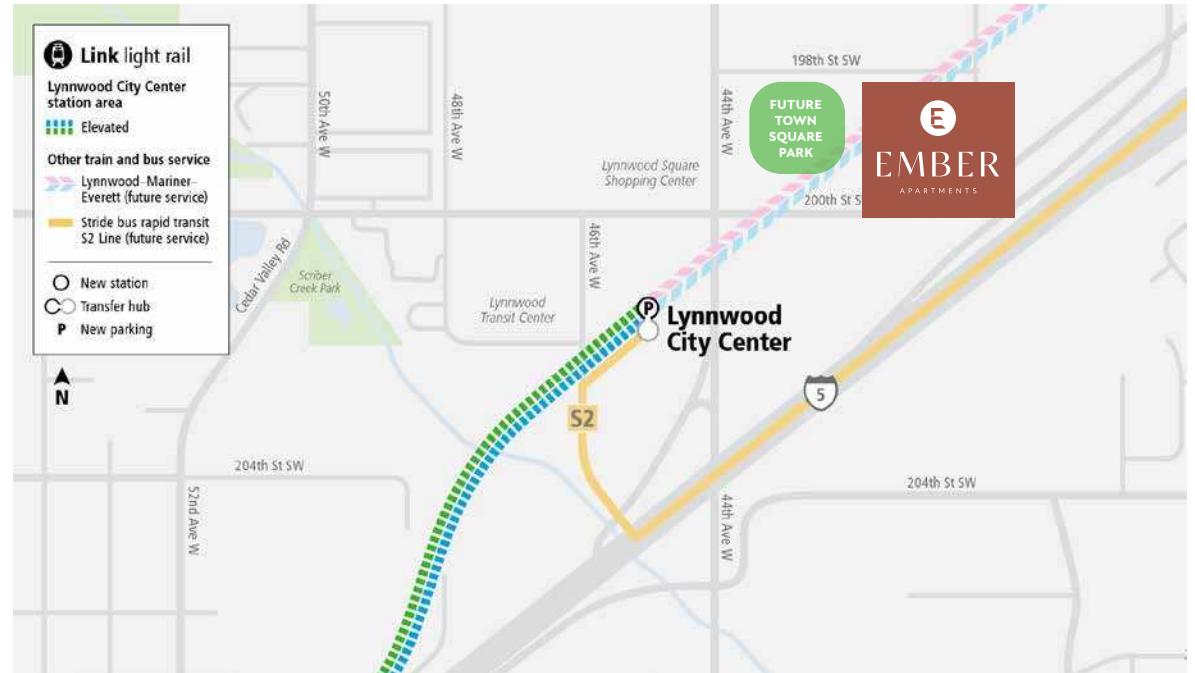 Link light rail
Lynnwood City Center
station area
Elevated
Other train and bus service
Lynnwood–Mariner–
Everett (future service)
Stride bus rapid transit
S2 Line (future service)
New station
Transfer hub
P New parking
N
50th Ave W
48th Ave W
44th Ave W
198th St SW
FUTURE
TOWN
SQUARE
PARK
E
EMBER
APARTMENTS
Lynnwood Square
Shopping Center
200th St S
46th Ave W
Cedar Valley Rd
Scriber
Creek Park
Lynnwood
Transit Center
P
Lynnwood
City Center
5
S2
204th St SW
52nd Ave W
44th Ave W
204th St SW